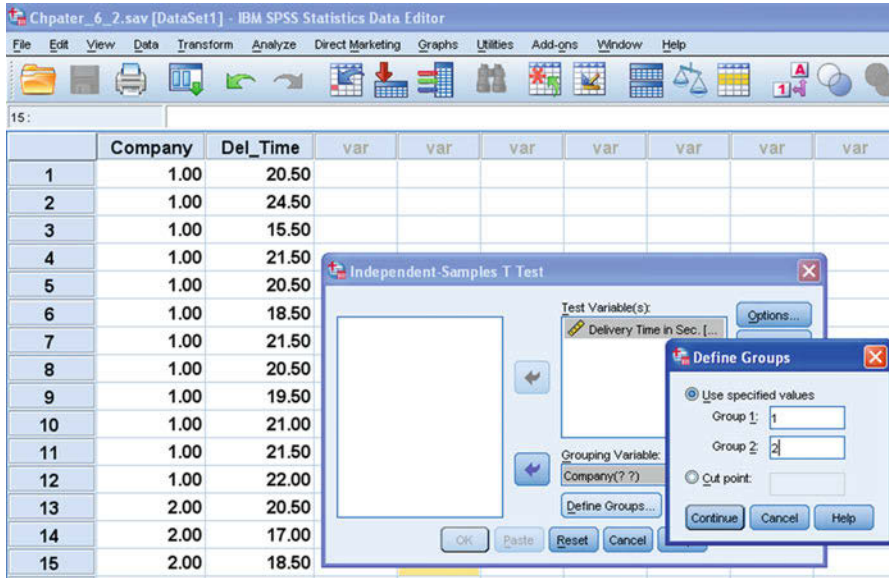 Chpater_6_2.sav [DataSet1] - IBM SPSS Statistics Data Editor
File Edit View Data Transform Analyze Direct Marketing Graphs Utilities Add-ons Window Help
A
1
15 :
Company Del_Time var var var var var var var
1 1.00 20.50
2 1.00 24.50
3 1.00 15.50
4 1.00 21.50
5 1.00 20.50
6 1.00 18.50
7 1.00 21.50
8 1.00 20.50
9 1.00 19.50
10 1.00 21.00
11 1.00 21.50
12 1.00 22.00
13 2.00 20.50
14 2.00 17.00
15 2.00 18.50
Independent-Samples T Test
Test Variable(s):
Delivery Time in Sec. [...
Options...
Grouping Variable:
Company(? ?)
Define Groups...
OK Paste Reset Cancel
Define Groups
Use specified values
Group 1: 1
Group 2: 2
Cut point:
Continue Cancel Help